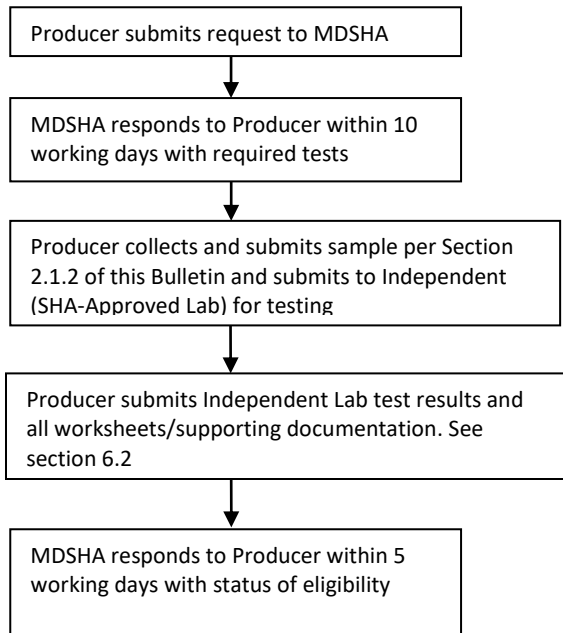 Producer submits request to MDSHA
MDSHA responds to Producer within 10
working days with required tests
Producer collects and submits sample per Section
2.1.2 of this Bulletin and submits to Independent
(SHA-Approved Lab) for testing
Producer submits Independent Lab test results and
all worksheets/supporting documentation. See
section 6.2
MDSHA responds to Producer within 5
working days with status of eligibility